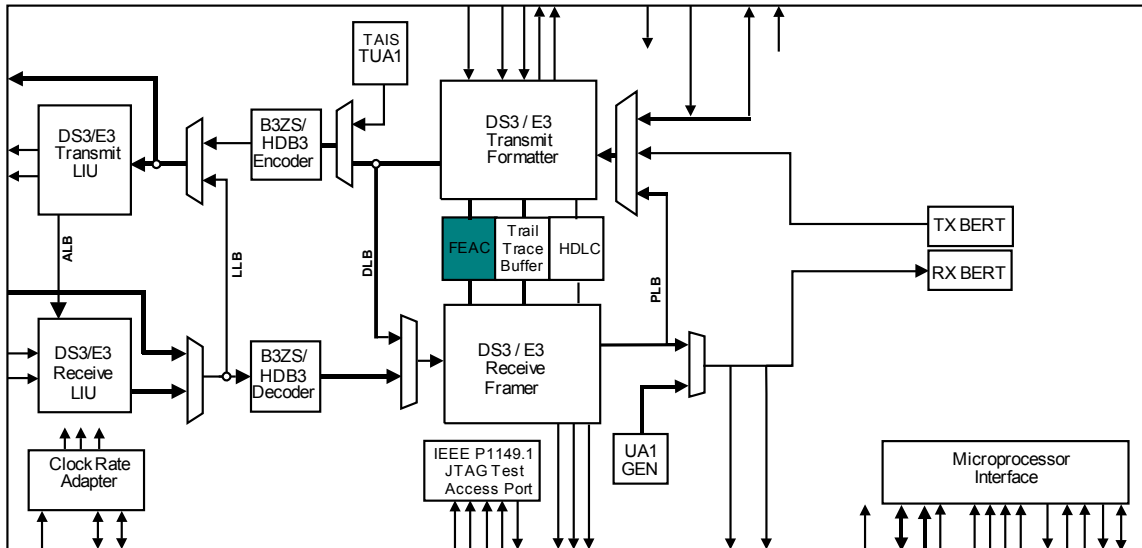 TAIS
TUA1
DS3/E3
Transmit
LIU
B3ZS/
HDB3
Encoder
DS3 / E3
Transmit
Formatter
FEAC
Trail
Trace
Buffer
HDLC
TX BERT
RX BERT
ALB
LLB
DLB
PLB
DS3/E3
Receive
LIU
B3ZS/
HDB3
Decoder
DS3 / E3
Receive
Framer
UA1
GEN
Clock Rate
Adapter
IEEE P1149.1
JTAG Test
Access Port
Microprocessor
Interface